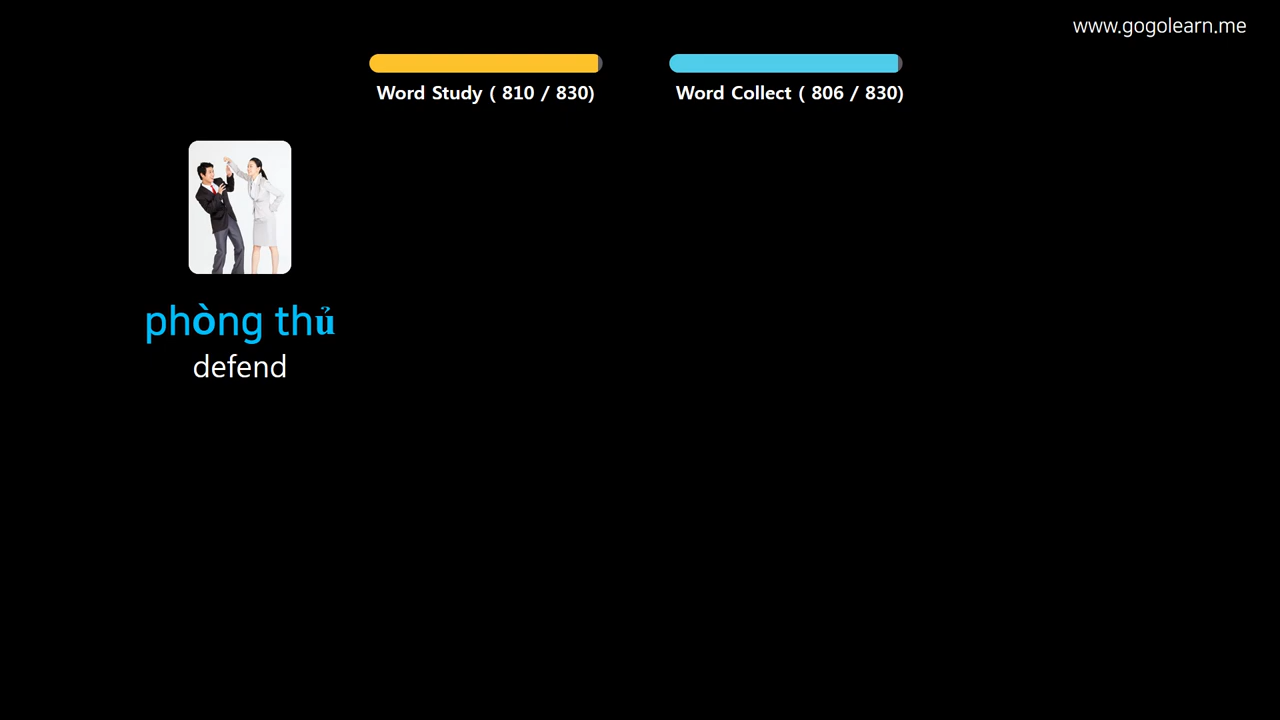 www.gogolearn.me
Word Study ( 810 / 830)
Word Collect ( 806 / 830)
phòng thủ
defend